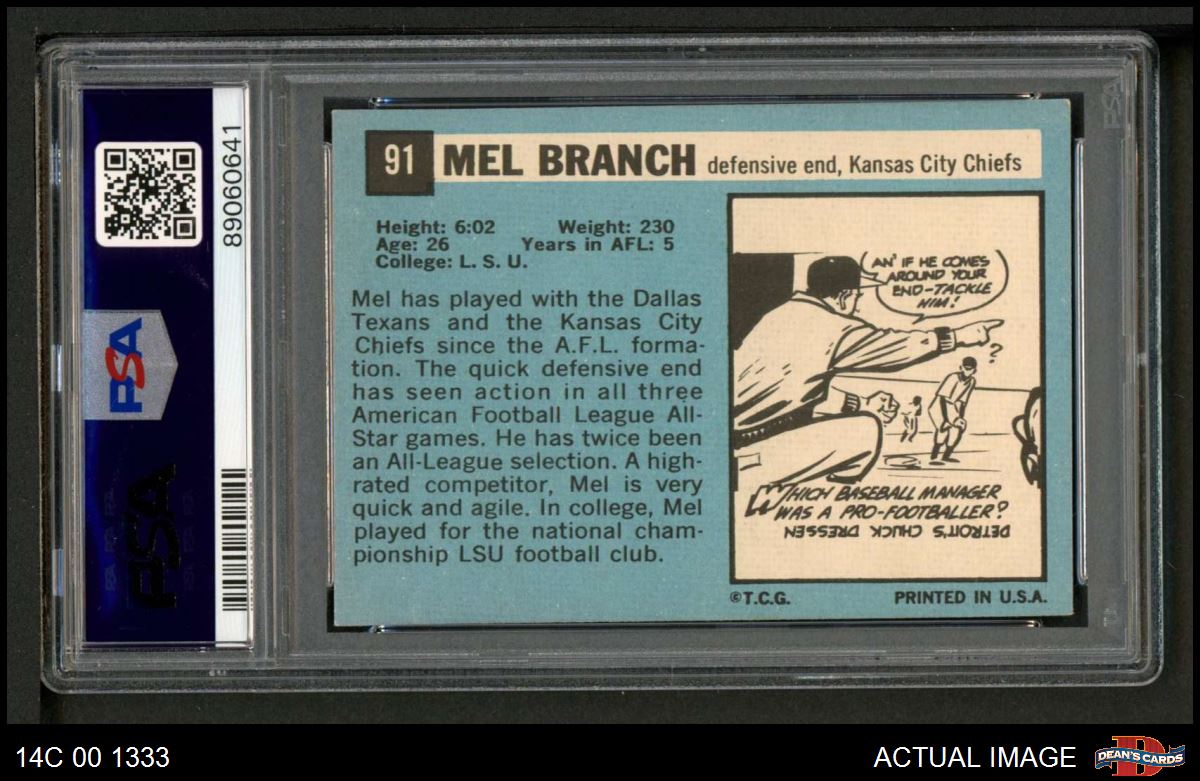 89060641
PSA
PSA
91 MEL BRANCH defensive end, Kansas City Chiefs
Height: 6:02 Weight: 230
Age: 26 Years in AFL: 5
College: L. S. U.
Mel has played with the Dallas
Texans and the Kansas City
Chiefs since the A.F.L. forma-
tion. The quick defensive end
has seen action in all three
American Football League All-
Star games. He has twice been
an All-League selection. A high-
rated competitor, Mel is very
quick and agile. In college, Mel
played for the national cham-
pionship LSU football club.
AN' IF HE COMES
AROUND YOUR
END-TACKLE
HIM!
?
WHICH BASEBALL MANAGER
WAS A PRO-FOOTBALLER?
DETROIT'S CHUCK DRESSEN
©T.C.G. PRINTED IN U.S.A.
PSA
14C 00 1333 ACTUAL IMAGE
D
DEAN'S CARDS